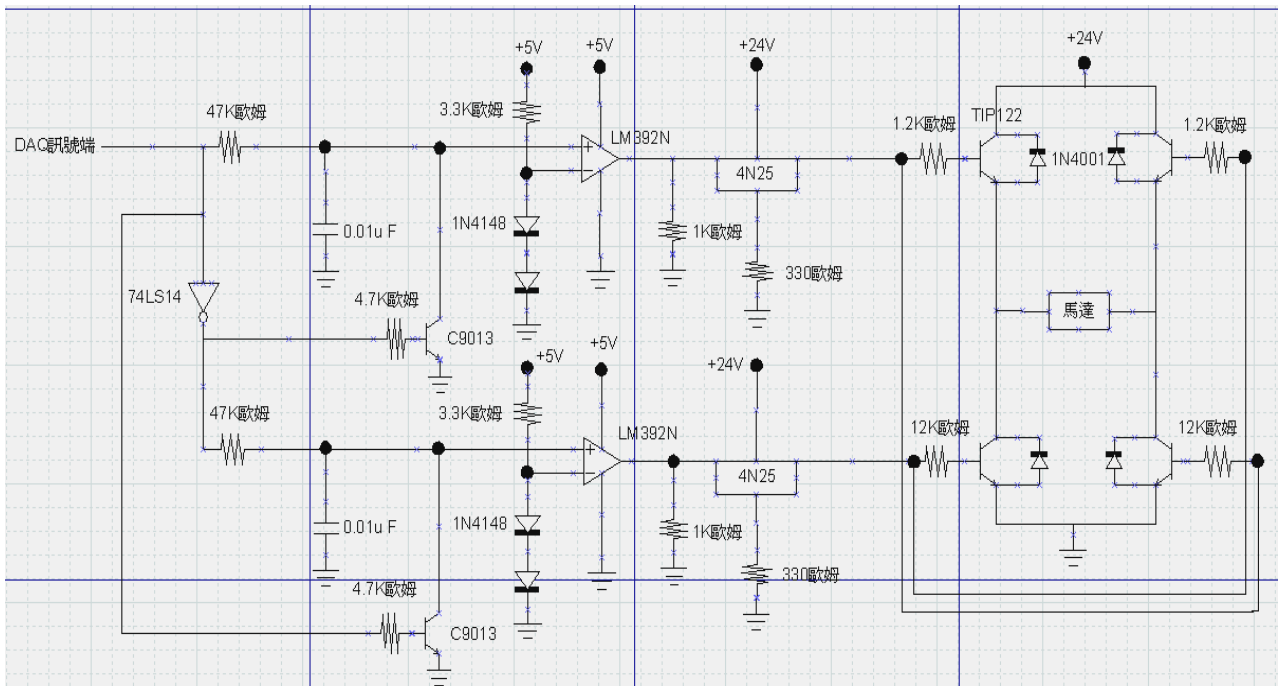 +5V
+5V
+24V
+24V
47K歐姆
3.3K歐姆
LM392N
1.2K歐姆
TIP122
1.2K歐姆
DAQ訊號端
4N25
1N4001
1N4148
0.01u F
1K歐姆
330歐姆
74LS14
4.7K歐姆
馬達
C9013
+5V
+5V
+24V
47K歐姆
3.3K歐姆
LM392N
12K歐姆
12K歐姆
4N25
1N4148
0.01u F
1K歐姆
330歐姆
4.7K歐姆
C9013